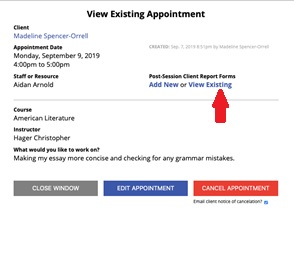 View Existing Appointment
Client
Madeline Spencer-Orrell
Appointment Date
Monday, September 9, 2019
4:00pm to 5:00pm
CREATED: Sep. 7, 2019 8:51pm by Madeline Spencer-Orrell
Staff or Resource
Aidan Arnold
Post-Session Client Report Forms
Add New or View Existing
Course
American Literature
Instructor
Hager Christopher
What would you like to work on?
Making my essay more concise and checking for any grammar mistakes.
CLOSE WINDOW
EDIT APPOINTMENT
CANCEL APPOINTMENT
Email client notice of cancelation?